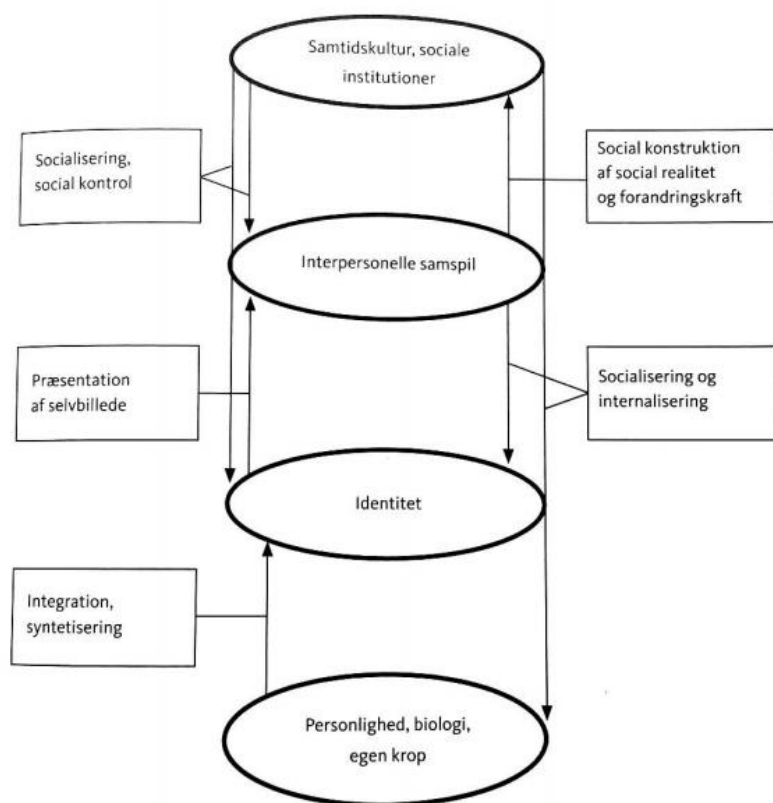 Samtidskultur, sociale
institutioner
Socialisering,
social kontrol
Social konstruktion
af social realitet
og forandringskraft
Interpersonelle samspil
Præsentation
af selvbillede
Socialisering og
internalisering
Identitet
Integration,
syntetisering
Personlighed, biologi,
egen krop